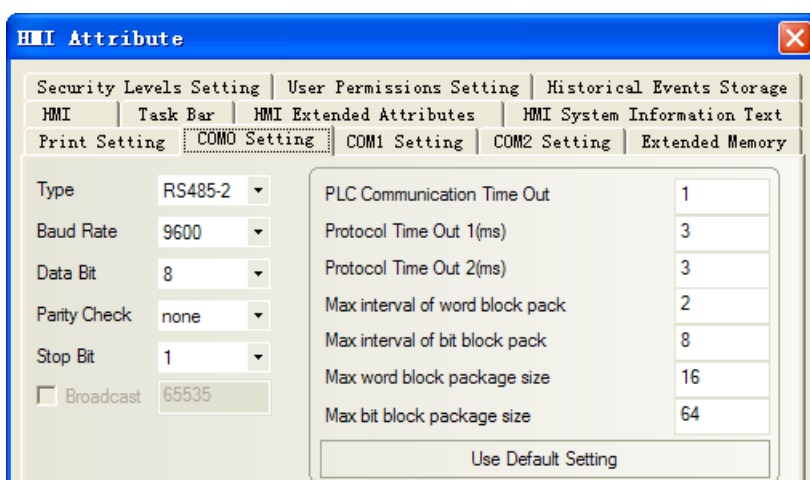 HMI Attribute
Security Levels Setting User Permissions Setting Historical Events Storage
HMI Task Bar HMI Extended Attributes HMI System Information Text
Print Setting COM0 Setting COM1 Setting COM2 Setting Extended Memory
Type RS485-2 PLC Communication Time Out 1
Baud Rate 9600 Protocol Time Out 1(ms) 3
Data Bit 8 Protocol Time Out 2(ms) 3
Parity Check none Max interval of word block pack 2
Stop Bit 1 Max interval of bit block pack 8
Broadcast 65535 Max word block package size 16
Max bit block package size 64
Use Default Setting